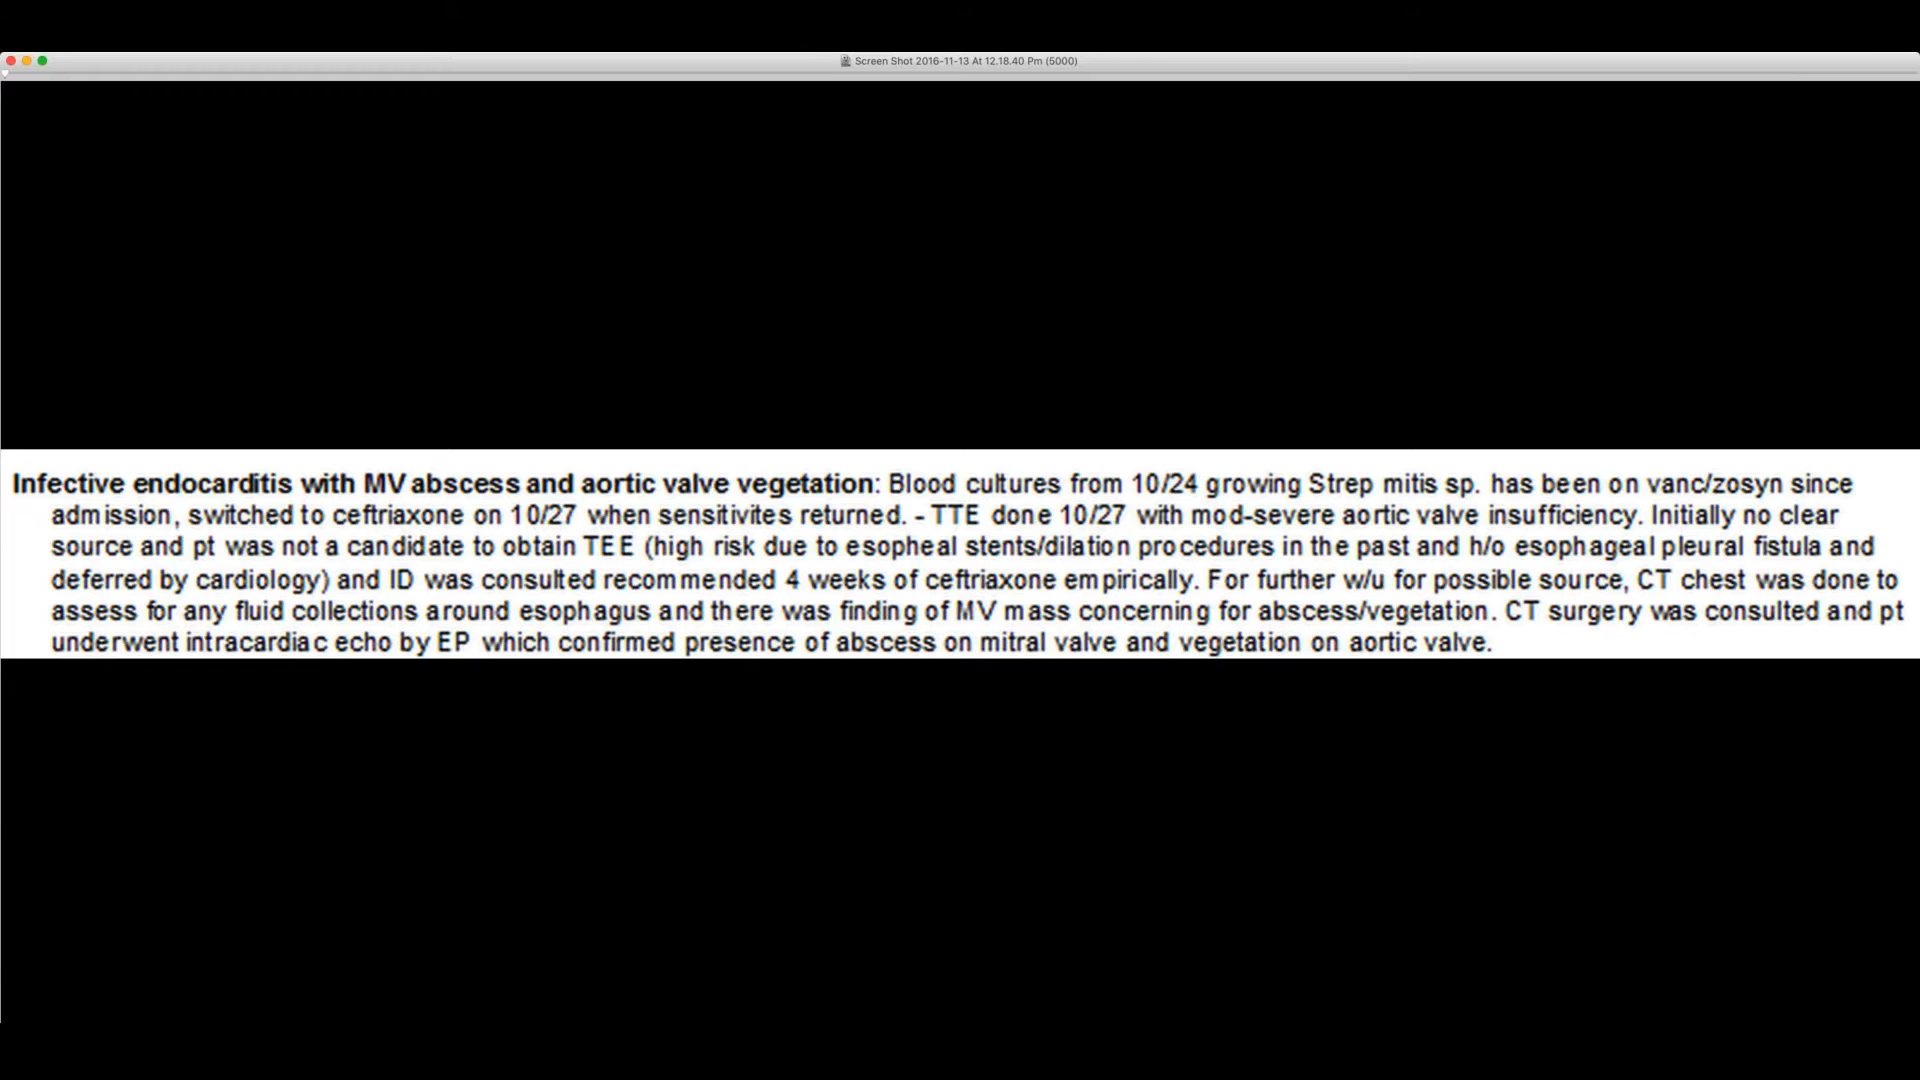 Screen Shot 2016-11-13 At 12.18.40 Pm (5000)
Infective endocarditis with MV abscess and aortic valve vegetation: Blood cultures from 10/24 growing Strep mitis sp. has been on vanc/zosyn since
admission, switched to ceftriaxone on 10/27 when sensitivites returned. - TTE done 10/27 with mod-severe aortic valve insufficiency. Initially no clear
source and pt was not a candidate to obtain TEE (high risk due to esopheal stents/dilation procedures in the past and h/o esophageal pleural fistula and
deferred by cardiology) and ID was consulted recommended 4 weeks of ceftriaxone empirically. For further w/u for possible source, CT chest was done to
assess for any fluid collections around esophagus and there was finding of MV mass concerning for abscess/vegetation. CT surgery was consulted and pt
underwent intracardiac echo by EP which confirmed presence of abscess on mitral valve and vegetation on aortic valve.